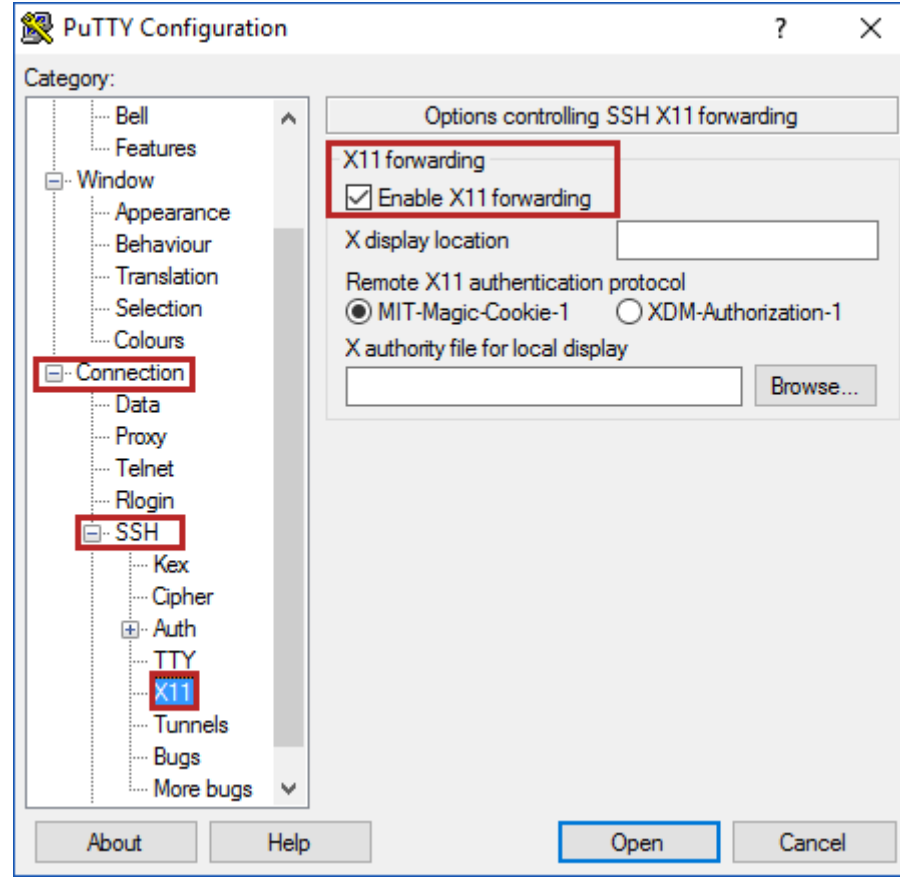 PuTTY Configuration
Category:
Bell
Features
Window
Appearance
Behaviour
Translation
Selection
Colours
Connection
Data
Proxy
Telnet
Rlogin
SSH
Kex
Cipher
Auth
TTY
X11
Tunnels
Bugs
More bugs
Options controlling SSH X11 forwarding
X11 forwarding
Enable X11 forwarding
X display location
Remote X11 authentication protocol
MIT-Magic-Cookie-1 XDM-Authorization-1
X authority file for local display
Browse...
About Help Open Cancel